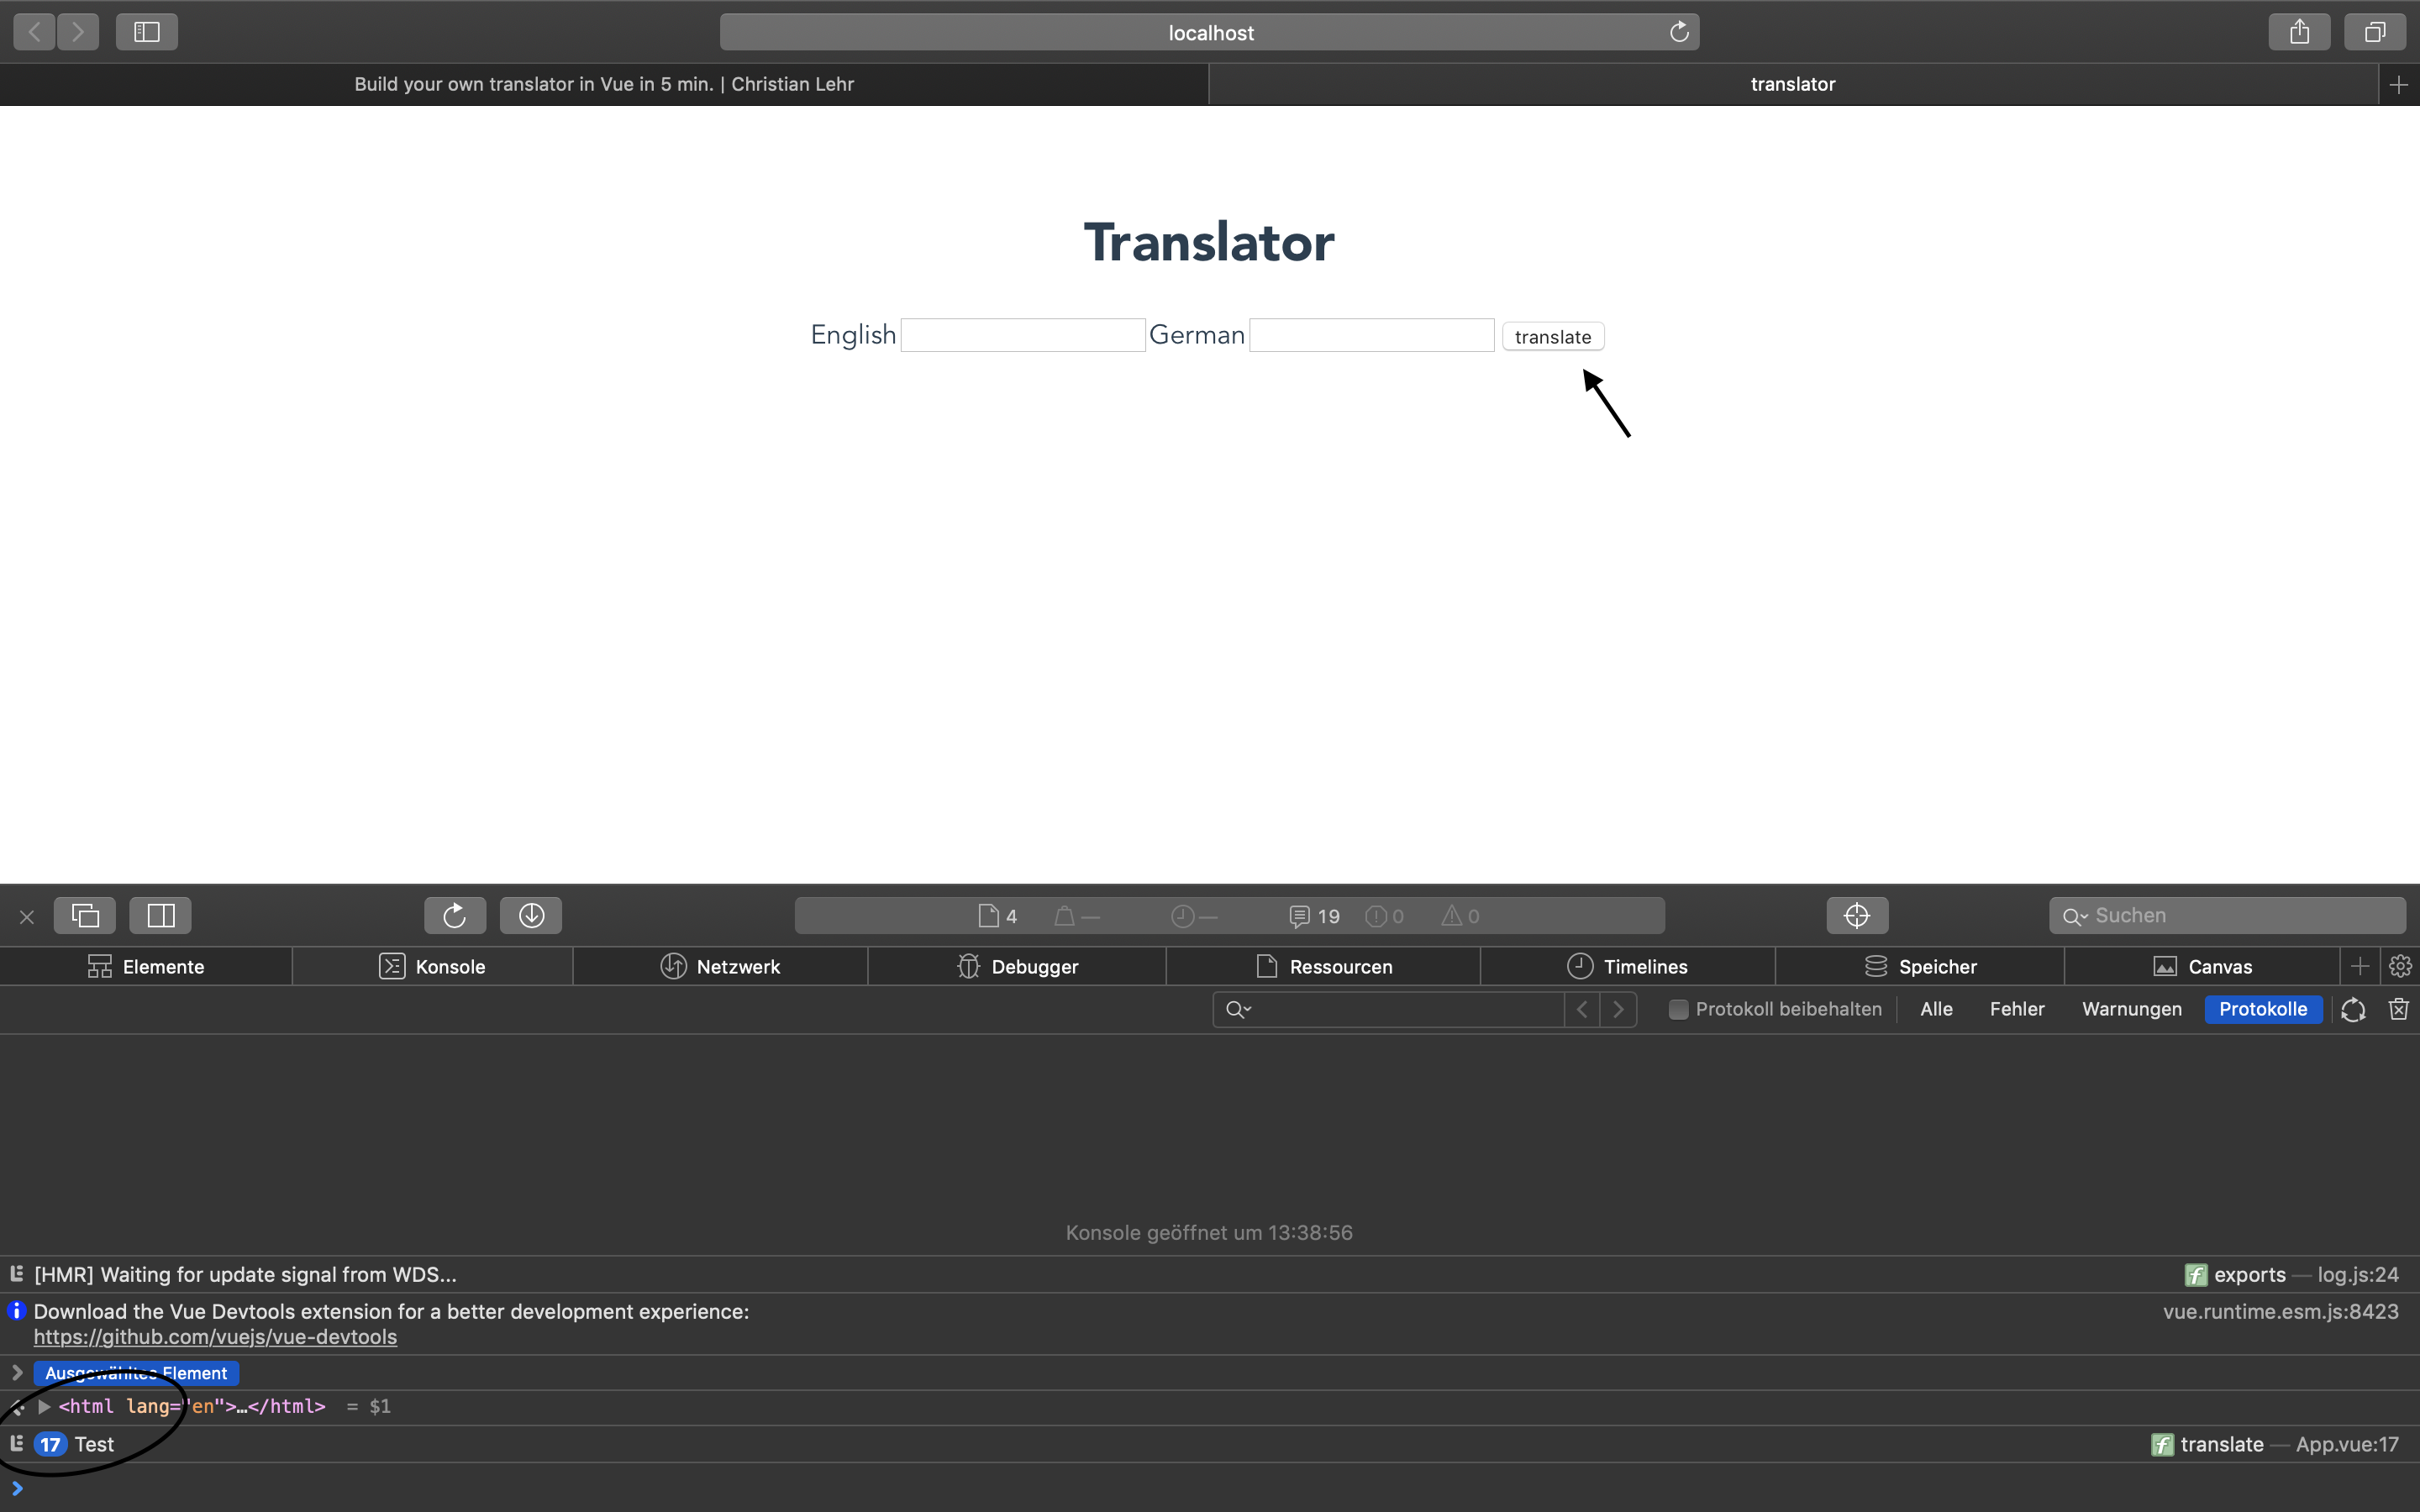 localhost
Build your own translator in Vue in 5 min. | Christian Lehr
translator
Translator
English German translate
4 — — 19 0 0 Suchen
Elemente Konsole Netzwerk Debugger Ressourcen Timelines Speicher Canvas
Protokoll beibehalten Alle Fehler Warnungen Protokolle
Konsole geöffnet um 13:38:56
[HMR] Waiting for update signal from WDS... f exports — log.js:24
Download the Vue Devtools extension for a better development experience: vue.runtime.esm.js:8423
https://github.com/vuejs/vue-devtools
Ausgewähltes Element
<html lang="en">…</html> = $1
17 Test f translate — App.vue:17